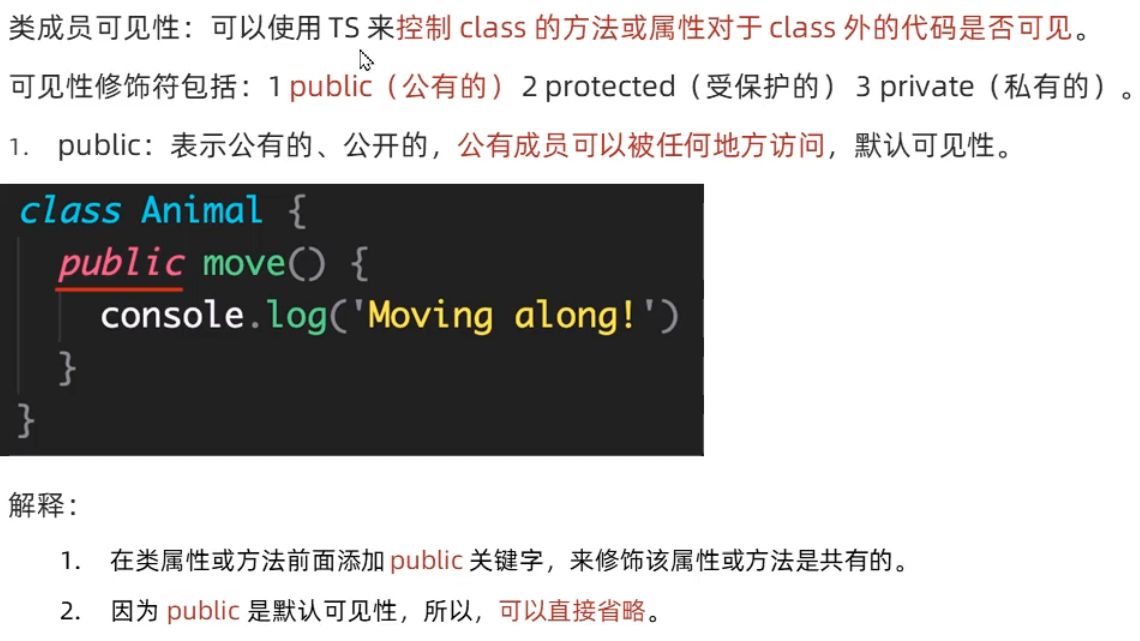 类成员可见性：可以使用 TS 来控制 class 的方法或属性对于 class 外的代码是否可见。
可见性修饰符包括：1 public（公有的） 2 protected（受保护的） 3 private（私有的）。
1. public：表示公有的、公开的，公有成员可以被任何地方访问，默认可见性。
class Animal {
public move() {
console.log('Moving along!')
}
}
解释：
1. 在类属性或方法前面添加 public 关键字，来修饰该属性或方法是共有的。
2. 因为 public 是默认可见性，所以，可以直接省略。